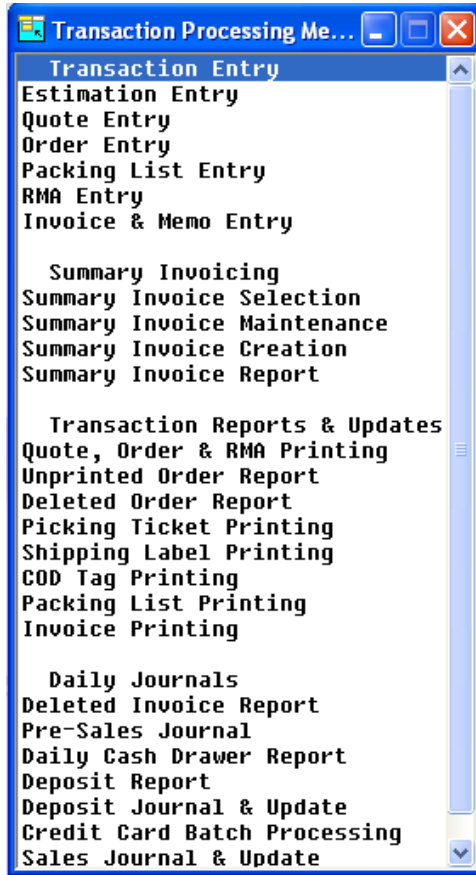 Transaction Processing Me...
Transaction Entry
Estimation Entry
Quote Entry
Order Entry
Packing List Entry
RMA Entry
Invoice & Memo Entry
Summary Invoicing
Summary Invoice Selection
Summary Invoice Maintenance
Summary Invoice Creation
Summary Invoice Report
Transaction Reports & Updates
Quote, Order & RMA Printing
Unprinted Order Report
Deleted Order Report
Picking Ticket Printing
Shipping Label Printing
COD Tag Printing
Packing List Printing
Invoice Printing
Daily Journals
Deleted Invoice Report
Pre-Sales Journal
Daily Cash Drawer Report
Deposit Report
Deposit Journal & Update
Credit Card Batch Processing
Sales Journal & Update